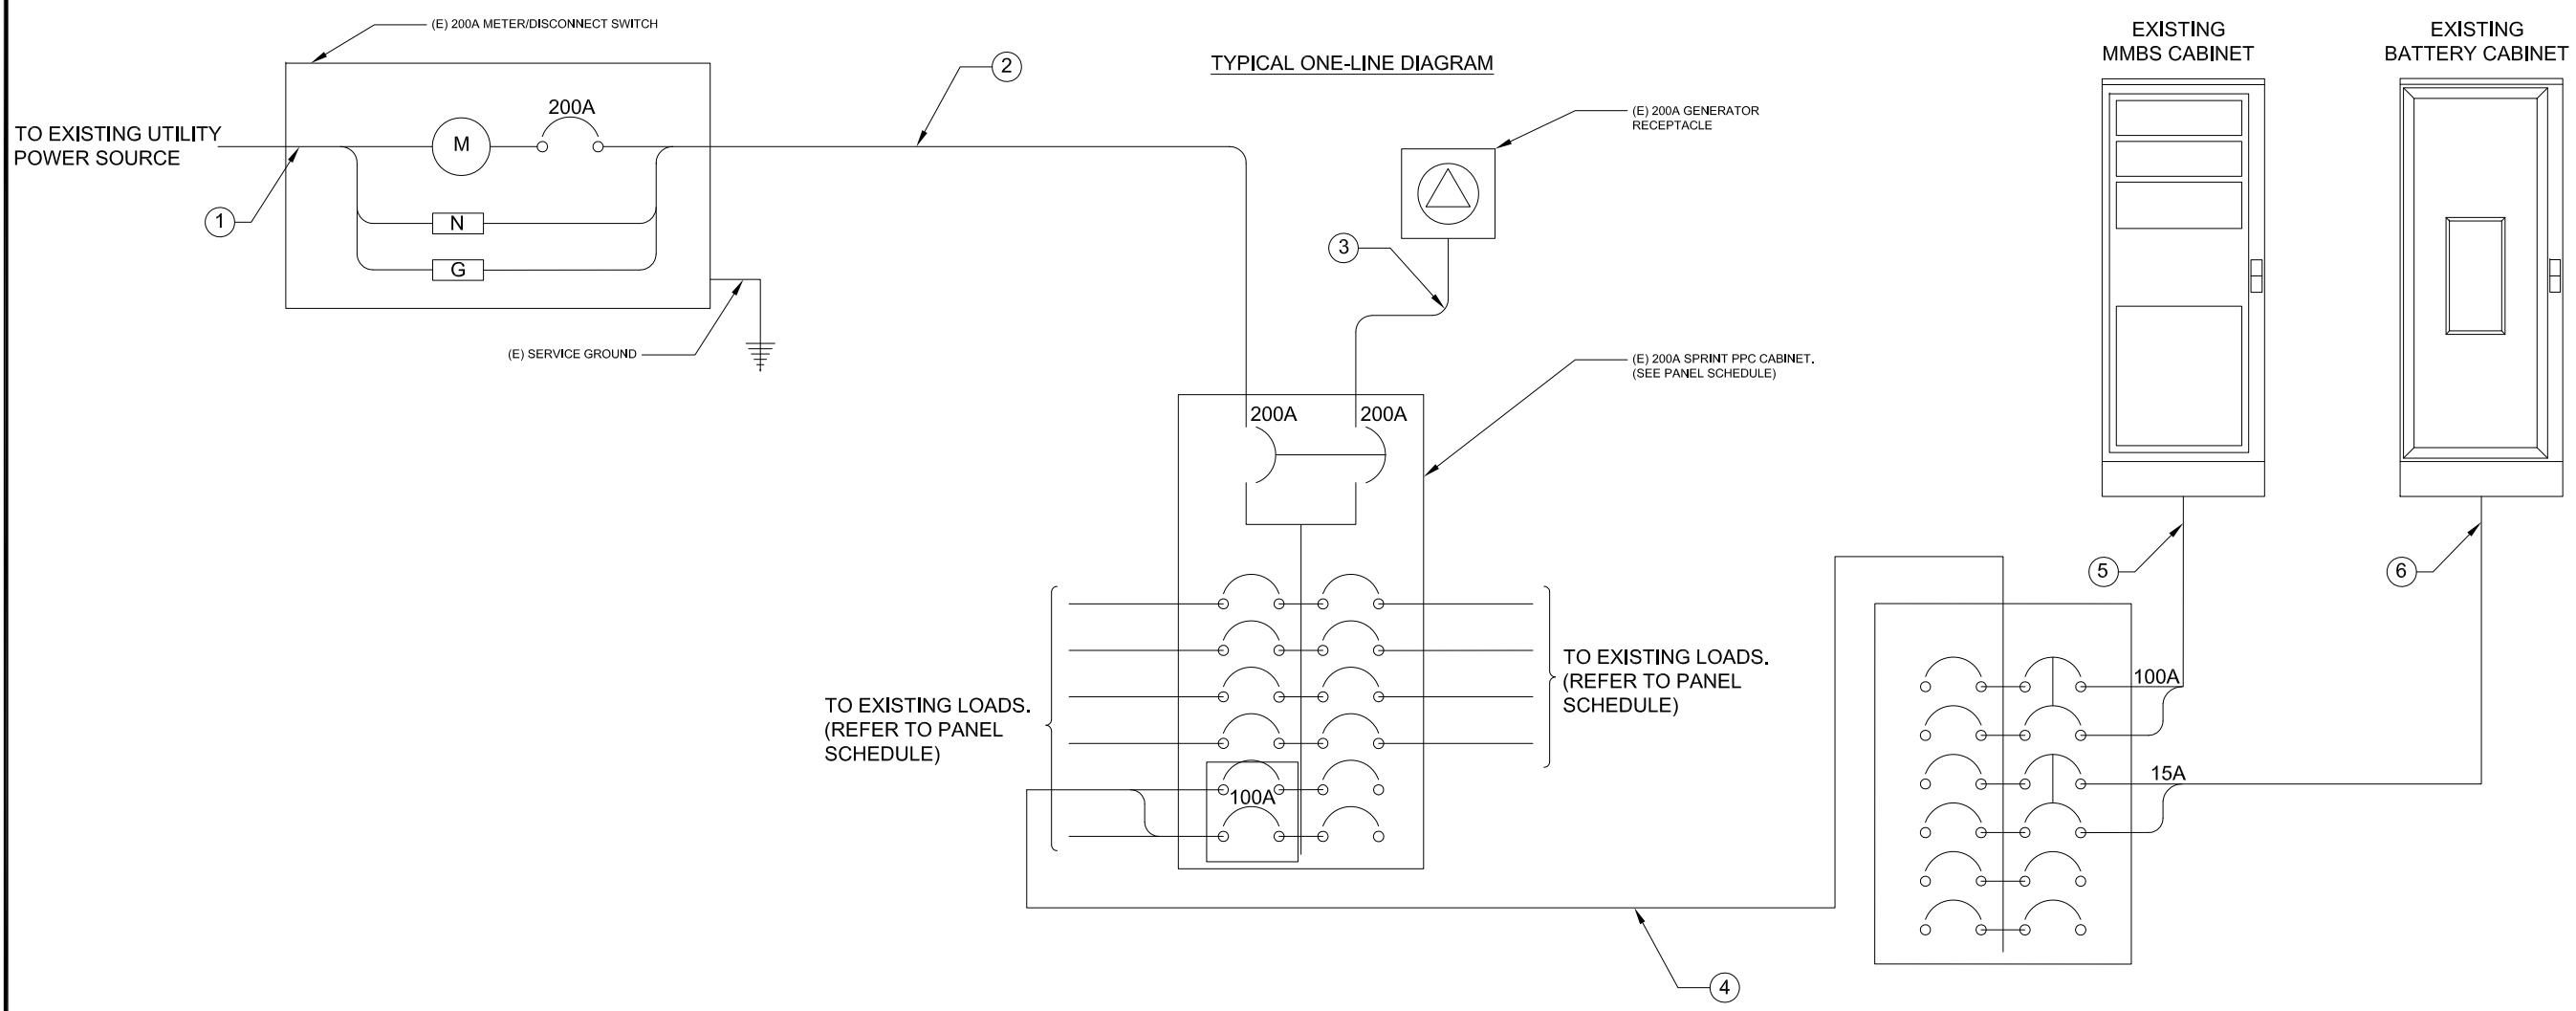 (E) 200A METER/DISCONNECT SWITCH
TO EXISTING UTILITY
POWER SOURCE
1
M
200A
N
G
(E) SERVICE GROUND
2
TYPICAL ONE-LINE DIAGRAM
(E) 200A GENERATOR
RECEPTACLE
3
(E) 200A SPRINT PPC CABINET.
(SEE PANEL SCHEDULE)
200A
200A
TO EXISTING LOADS.
(REFER TO PANEL
SCHEDULE)
100A
TO EXISTING LOADS.
(REFER TO PANEL
SCHEDULE)
4
EXISTING
MMBS CABINET
EXISTING
BATTERY CABINET
5
6
100A
15A